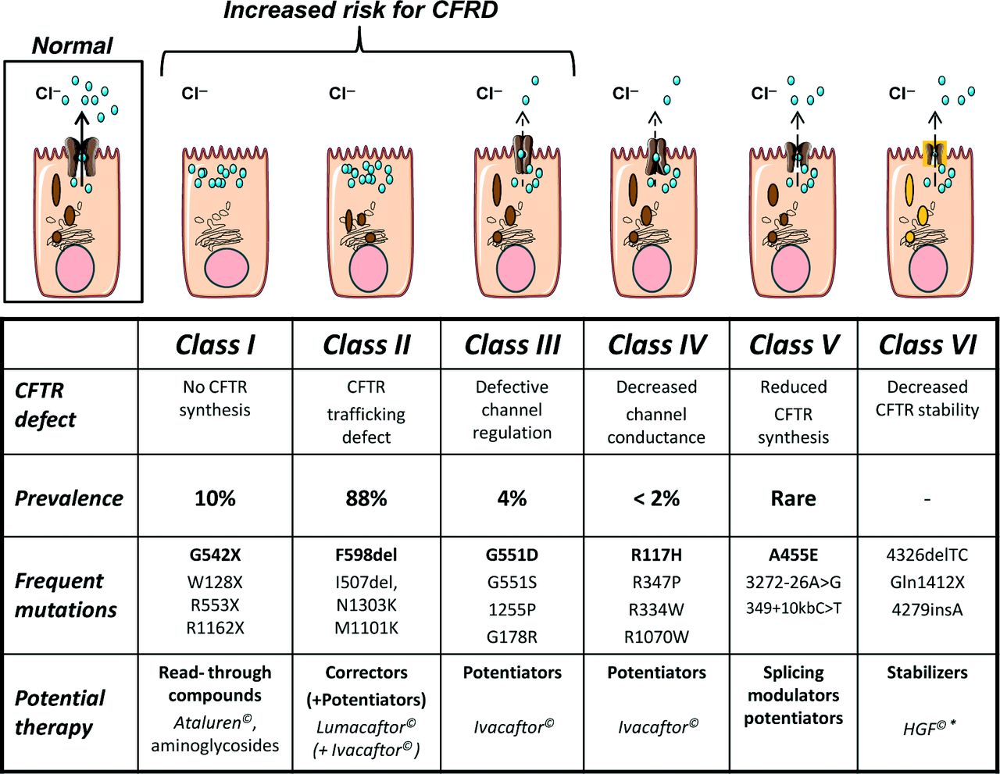 Increased risk for CFRD
Normal
Cl–
Cl–
Cl–
Cl–
Cl–
Cl–
Cl–
Class I
Class II
Class III
Class IV
Class V
Class VI
CFTR
defect
No CFTR
synthesis
CFTR
trafficking
defect
Defective
channel
regulation
Decreased
channel
conductance
Reduced
CFTR
synthesis
Decreased
CFTR stability
Prevalence
10%
88%
4%
< 2%
Rare
-
Frequent
mutations
G542X
W128X
R553X
R1162X
F598del
I507del,
N1303K
M1101K
G551D
G551S
1255P
G178R
R117H
R347P
R334W
R1070W
A455E
3272-26A>G
349+10kbC>T
4326delTC
Gln1412X
4279insA
Potential
therapy
Read- through
compounds
Ataluren©,
aminoglycosides
Correctors
(+Potentiators)
Lumacaftor©
(+ Ivacaftor© )
Potentiators
Ivacaftor©
Potentiators
Ivacaftor©
Splicing
modulators
potentiators
Stabilizers
HGF© *